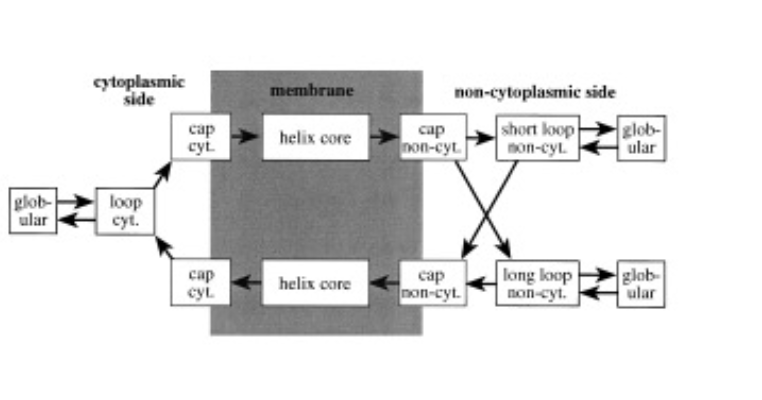 cytoplasmic
side
membrane
non-cytoplasmic side
cap
cyt.
helix core
cap
non-cyt.
short loop
non-cyt.
glob-
ular
glob-
ular
loop
cyt.
cap
cyt.
helix core
cap
non-cyt.
long loop
non-cyt.
glob-
ular